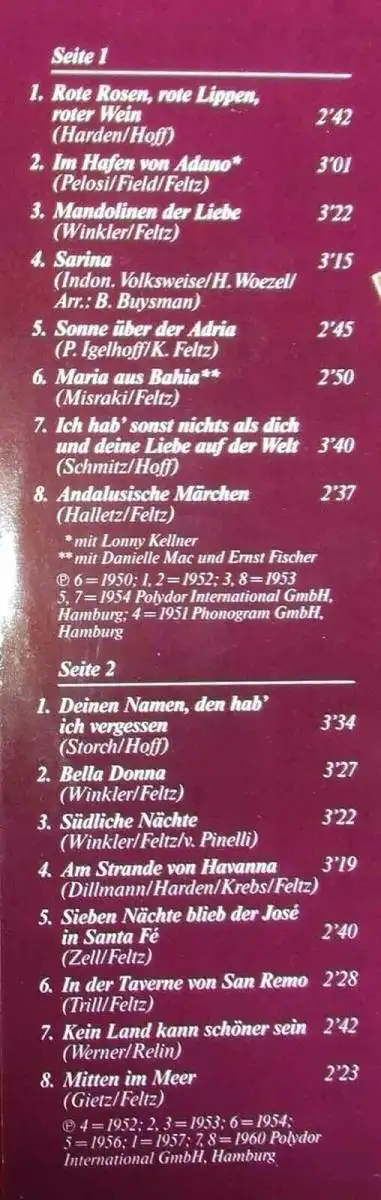 Seite 1
1. Rote Rosen, rote Lippen,
roter Wein 2'42
(Harden/Hoff)
2. Im Hafen von Adano* 3'01
(Pelosi/Field/Feltz)
3. Mandolinen der Liebe 3'22
(Winkler/Feltz)
4. Sarina 3'15
(Indon. Volksweise/H. Woezel/
Arr.: B. Buysman)
5. Sonne über der Adria 2'45
(P. Igelhoff/K. Feltz)
6. Maria aus Bahia** 2'50
(Misraki/Feltz)
7. Ich hab' sonst nichts als dich
und deine Liebe auf der Welt 3'40
(Schmitz/Hoff)
8. Andalusische Märchen 2'37
(Halletz/Feltz)
*mit Lonny Kellner
**mit Danielle Mac und Ernst Fischer
℗ 6=1950; 1, 2=1952; 3, 8=1953
5, 7=1954 Polydor International GmbH,
Hamburg; 4=1951 Phonogram GmbH,
Hamburg
Seite 2
1. Deinen Namen, den hab'
ich vergessen 3'34
(Storch/Hoff)
2. Bella Donna 3'27
(Winkler/Feltz)
3. Südliche Nächte 3'22
(Winkler/Feltz/v. Pinelli)
4. Am Strande von Havanna 3'19
(Dillmann/Harden/Krebs/Feltz)
5. Sieben Nächte blieb der José
in Santa Fé 2'40
(Zell/Feltz)
6. In der Taverne von San Remo 2'28
(Trill/Feltz)
7. Kein Land kann schöner sein 2'42
(Werner/Relin)
8. Mitten im Meer 2'23
(Gietz/Feltz)
℗ 4=1952; 2, 3=1953; 6=1954;
5=1956; 1=1957; 7, 8=1960 Polydor
International GmbH, Hamburg